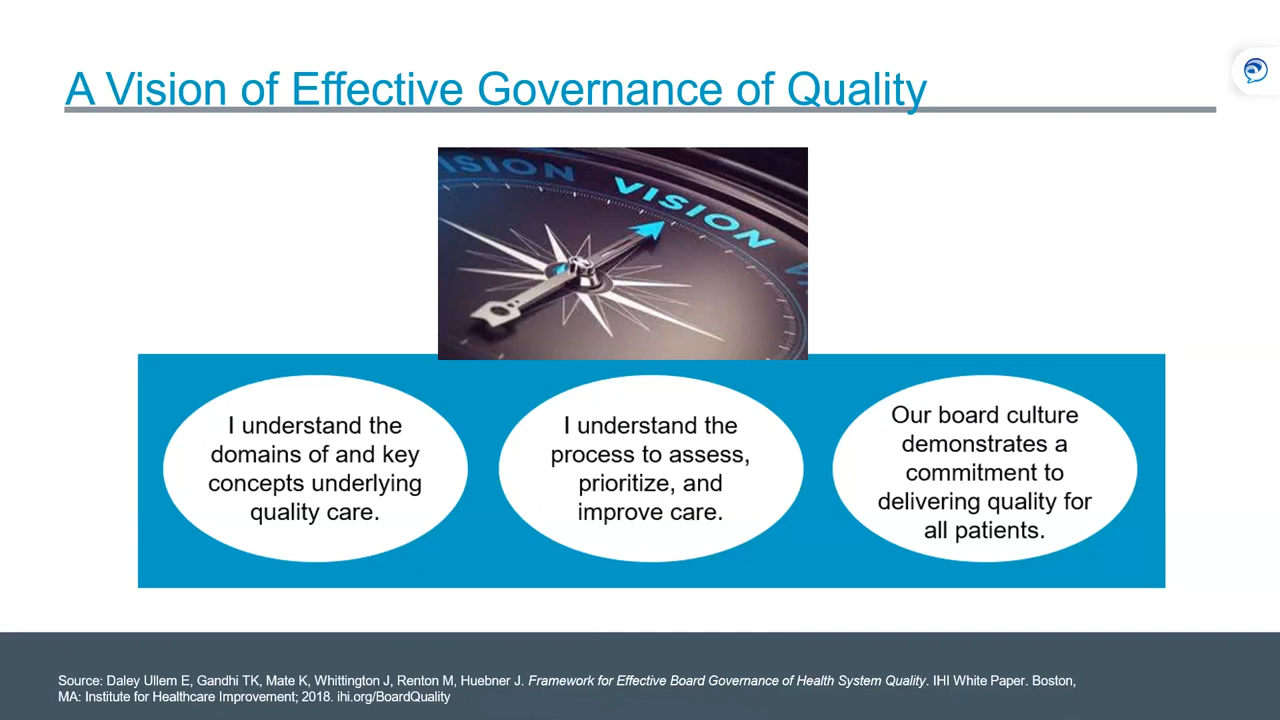 A Vision of Effective Governance of Quality
ISION
VISION
I understand the
domains of and key
concepts underlying
quality care.
I understand the
process to assess,
prioritize, and
improve care.
Our board culture
demonstrates a
commitment to
delivering quality for
all patients.
Source: Daley Ullem E, Gandhi TK, Mate K, Whittington J, Renton M, Huebner J. Framework for Effective Board Governance of Health System Quality. IHI White Paper. Boston,
MA: Institute for Healthcare Improvement; 2018. ihi.org/BoardQuality